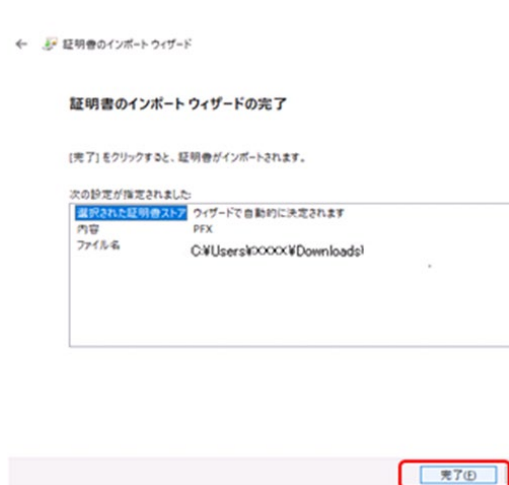 ← 証明書のインポート ウィザード
証明書のインポート ウィザードの完了
[完了] をクリックすると、証明書がインポートされます。
次の設定が指定されました:
選択された証明書ストア ウィザードで自動的に決定されます
内容 PFX
ファイル名 C:¥Users¥XXXX¥Downloads¥
完了(F)